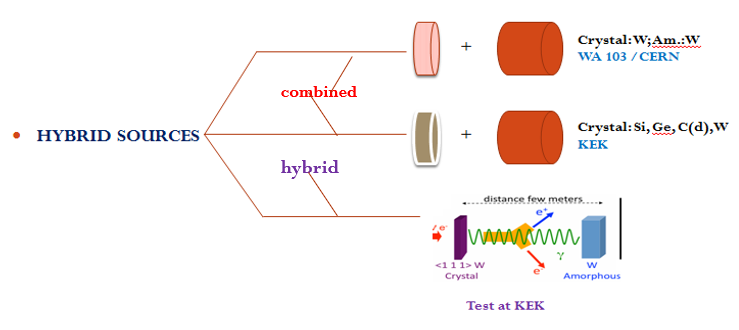 +
Crystal:W;Am.:W
WA 103 / CERN
combined
• HYBRID SOURCES
+
Crystal:Si,Ge,C(d),W
KEK
hybrid
distance few meters
e⁺
e⁻
γ
<1 1 1> W
Crystal
e⁻
W
Amorphous
Test at KEK